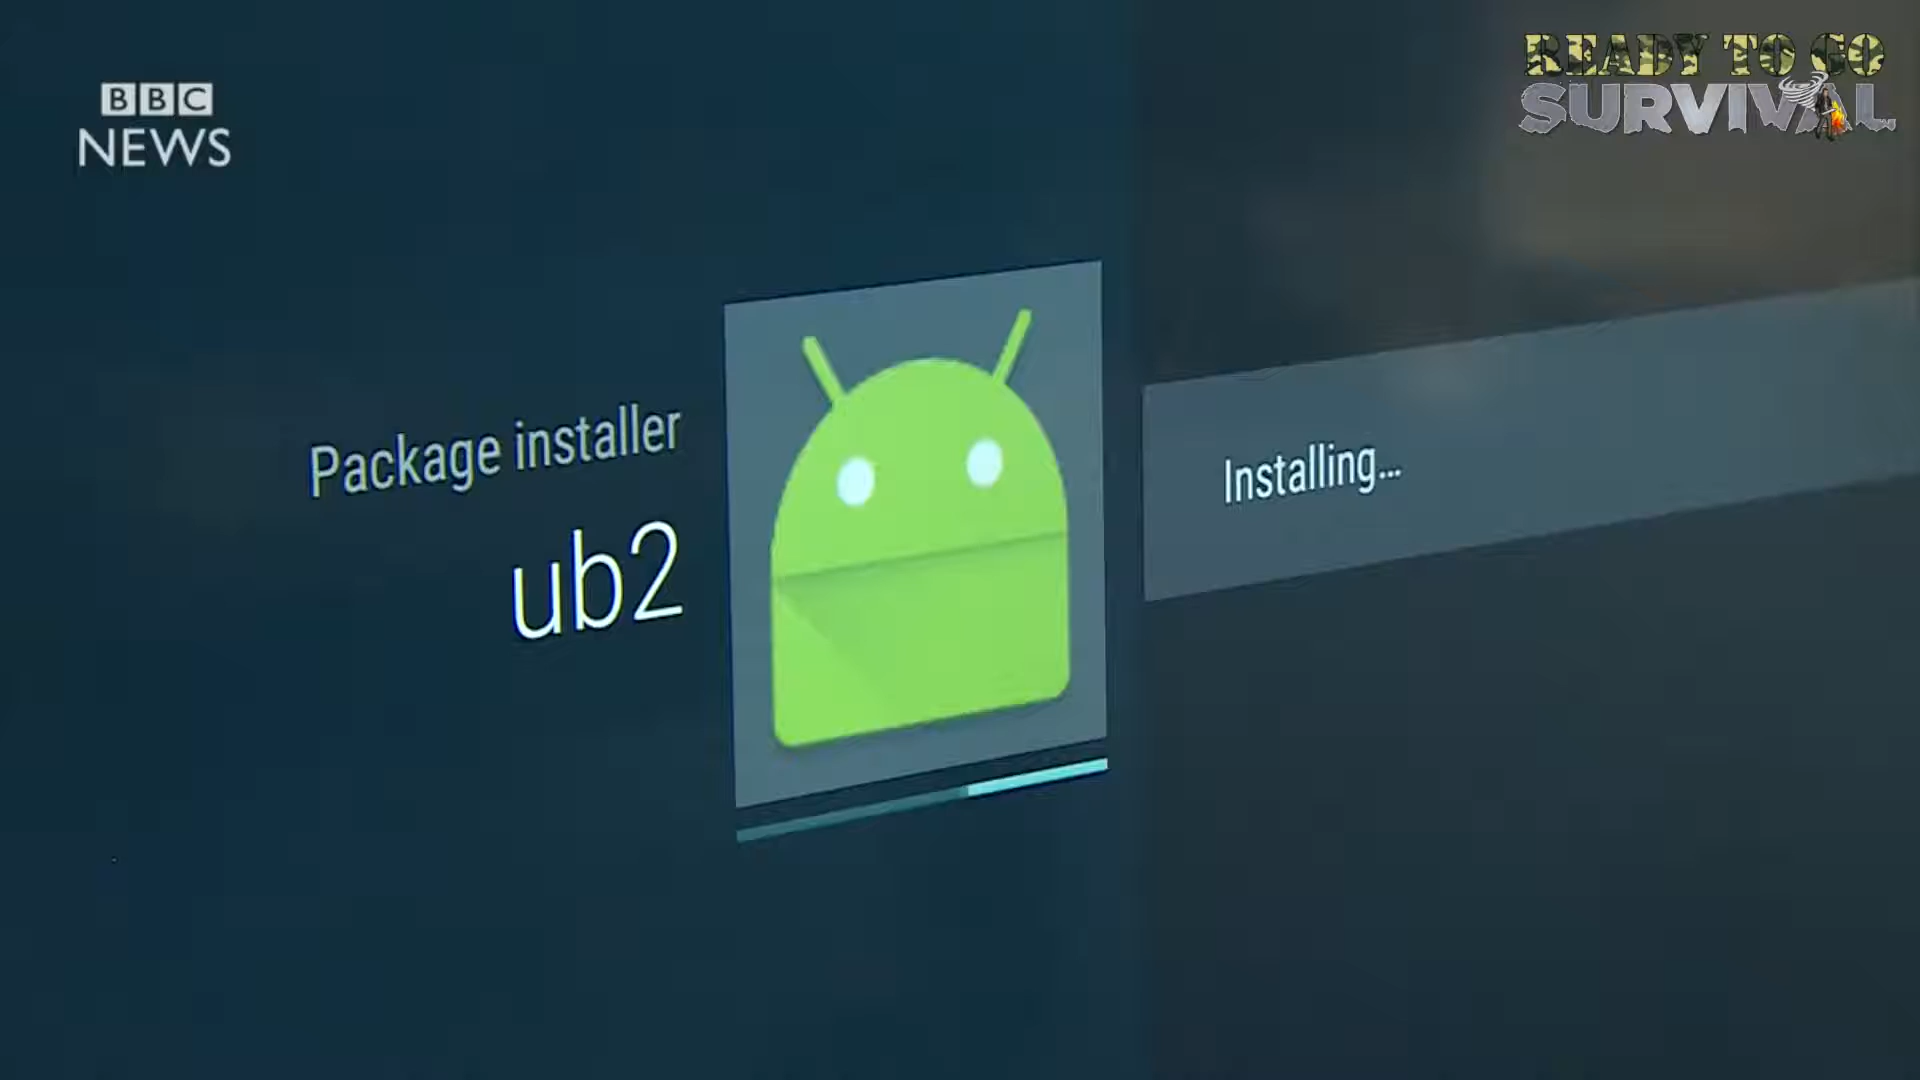 BBC
NEWS
READY TO GO
SURVIVAL
Package installer
ub2
Installing...